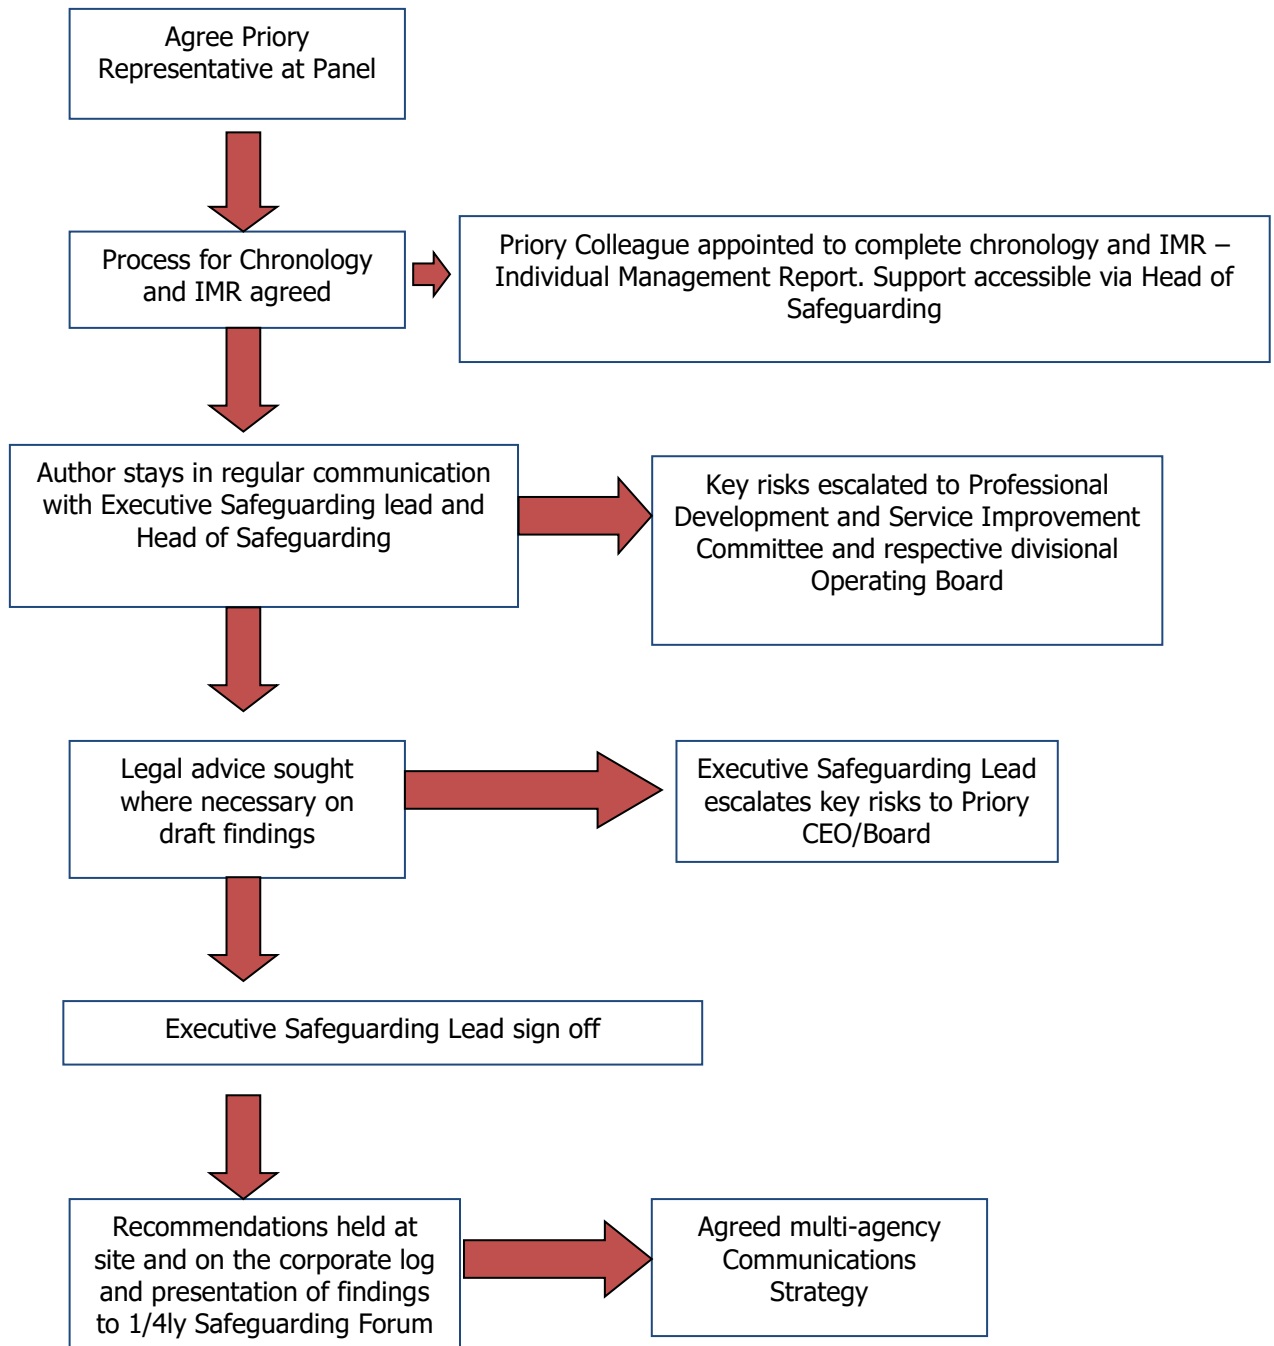 Agree Priory
Representative at Panel
Process for Chronology
and IMR agreed
Priory Colleague appointed to complete chronology and IMR –
Individual Management Report. Support accessible via Head of
Safeguarding
Author stays in regular communication
with Executive Safeguarding lead and
Head of Safeguarding
Key risks escalated to Professional
Development and Service Improvement
Committee and respective divisional
Operating Board
Legal advice sought
where necessary on
draft findings
Executive Safeguarding Lead
escalates key risks to Priory
CEO/Board
Executive Safeguarding Lead sign off
Recommendations held at
site and on the corporate log
and presentation of findings
to 1/4ly Safeguarding Forum
Agreed multi-agency
Communications
Strategy